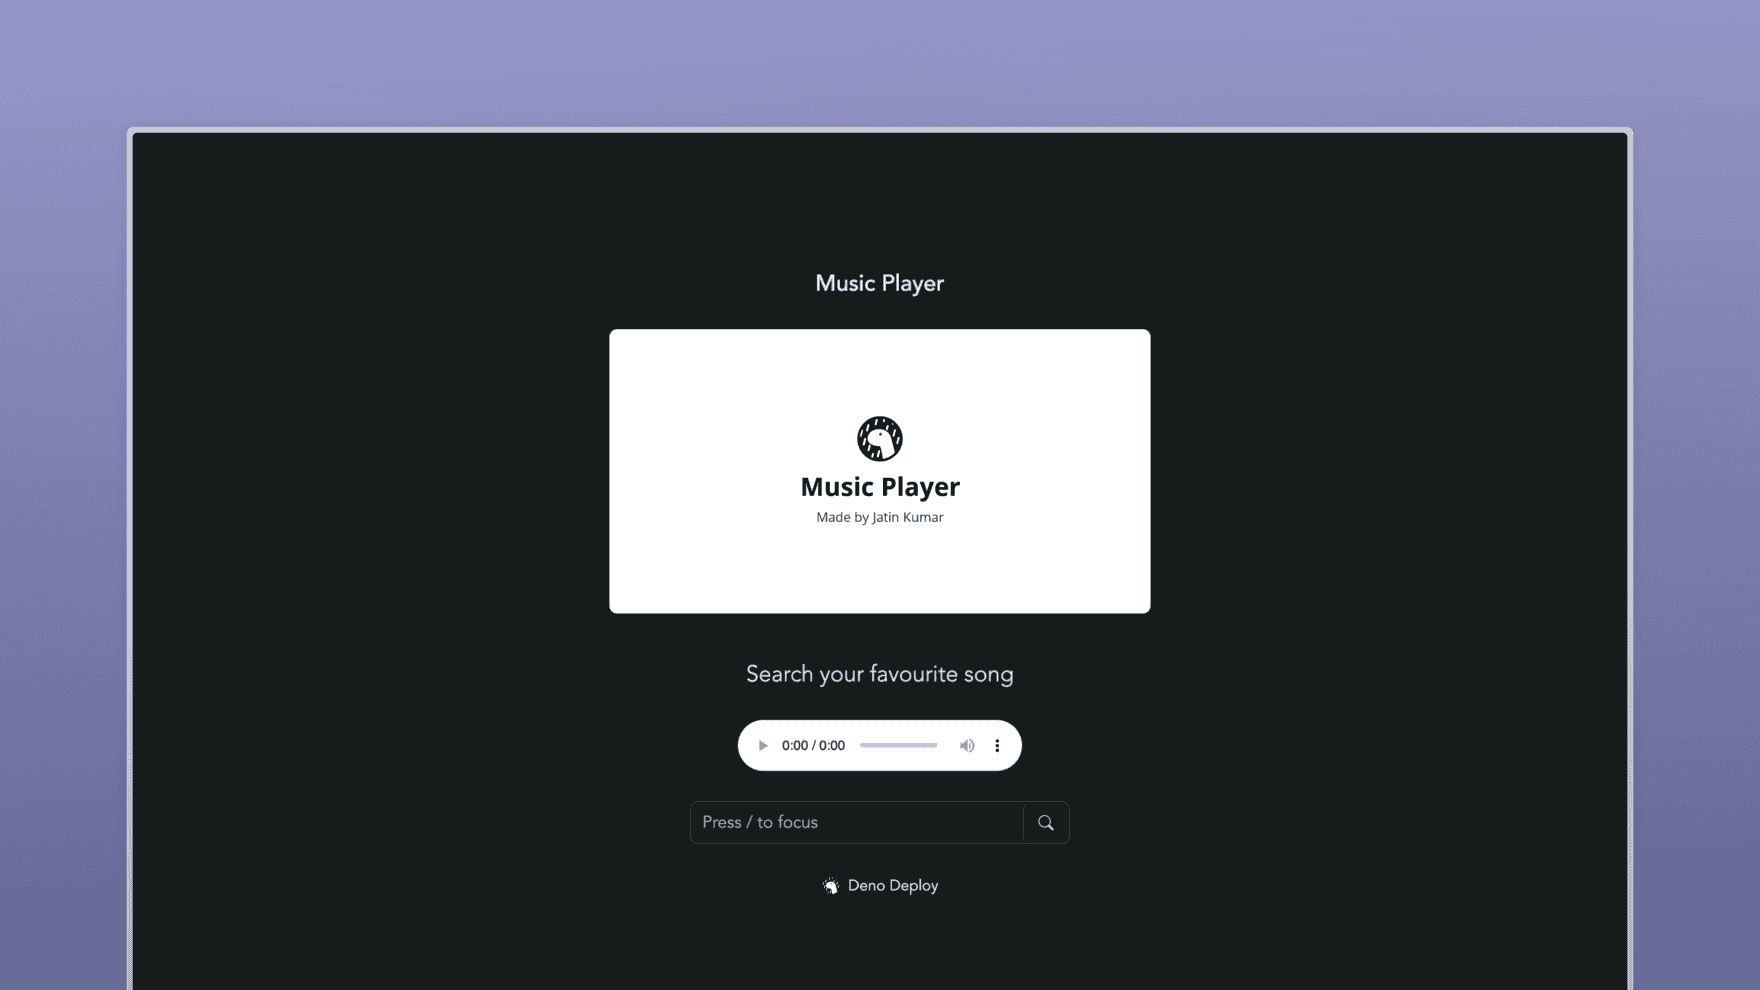 Music Player
Music Player
Made by Jatin Kumar
Search your favourite song
0:00 / 0:00
Press / to focus
Deno Deploy